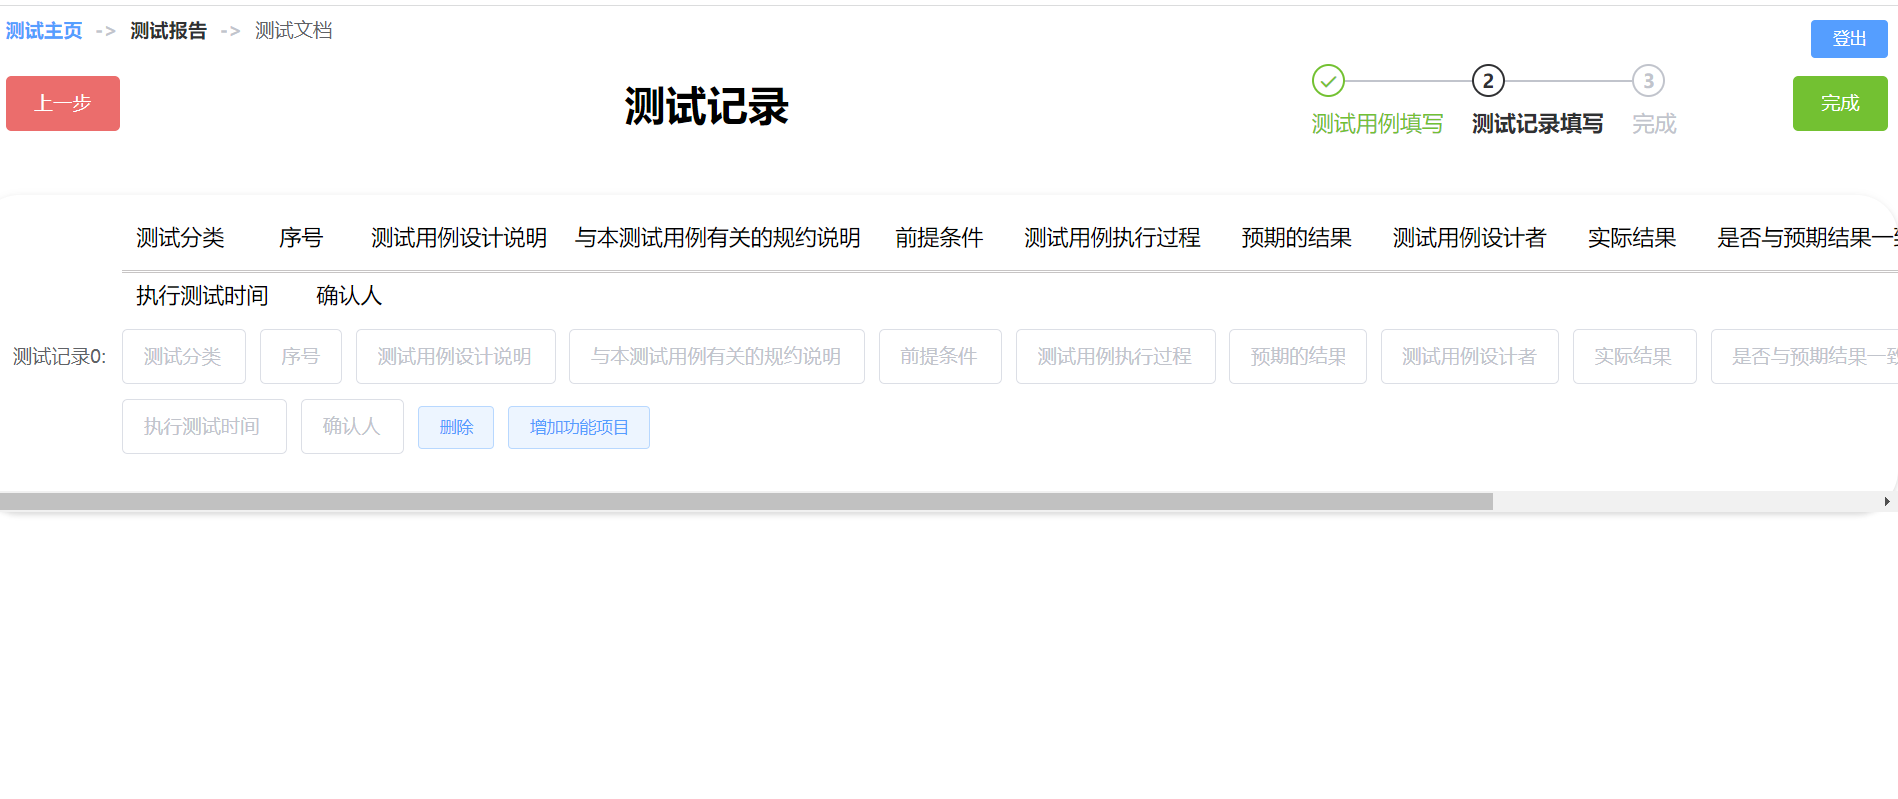 测试主页 -> 测试报告 -> 测试文档
登出
上一步
测试记录
2
3
测试用例填写 测试记录填写 完成
完成
测试分类 序号 测试用例设计说明 与本测试用例有关的规约说明 前提条件 测试用例执行过程 预期的结果 测试用例设计者 实际结果 是否与预期结果一致
执行测试时间 确认人
测试记录0: 测试分类 序号 测试用例设计说明 与本测试用例有关的规约说明 前提条件 测试用例执行过程 预期的结果 测试用例设计者 实际结果 是否与预期结果一致
执行测试时间 确认人 删除 增加功能项目